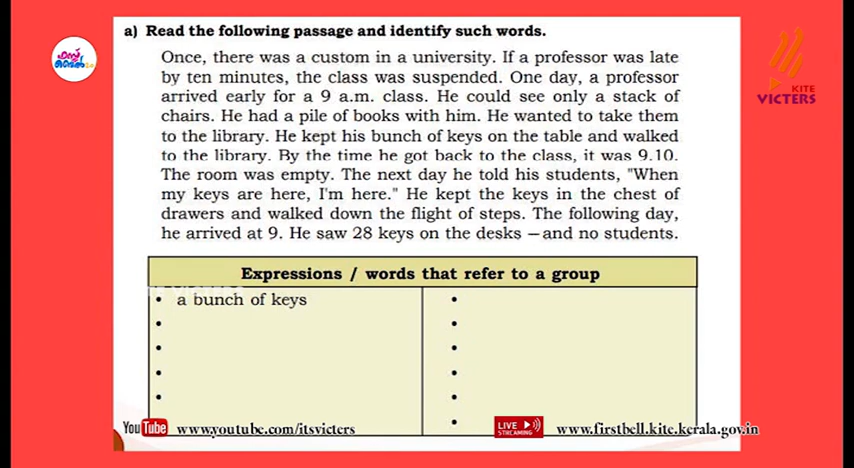 a) Read the following passage and identify such words.
Once, there was a custom in a university. If a professor was late
by ten minutes, the class was suspended. One day, a professor
arrived early for a 9 a.m. class. He could see only a stack of
chairs. He had a pile of books with him. He wanted to take them
to the library. He kept his bunch of keys on the table and walked
to the library. By the time he got back to the class, it was 9.10.
The room was empty. The next day he told his students, "When
my keys are here, I'm here." He kept the keys in the chest of
drawers and walked down the flight of steps. The following day,
he arrived at 9. He saw 28 keys on the desks —and no students.
Expressions / words that refer to a group
• a bunch of keys
KITE
VICTERS
YouTube www.youtube.com/itsvicters
LIVE STREAMING www.firstbell.kite.kerala.gov.in